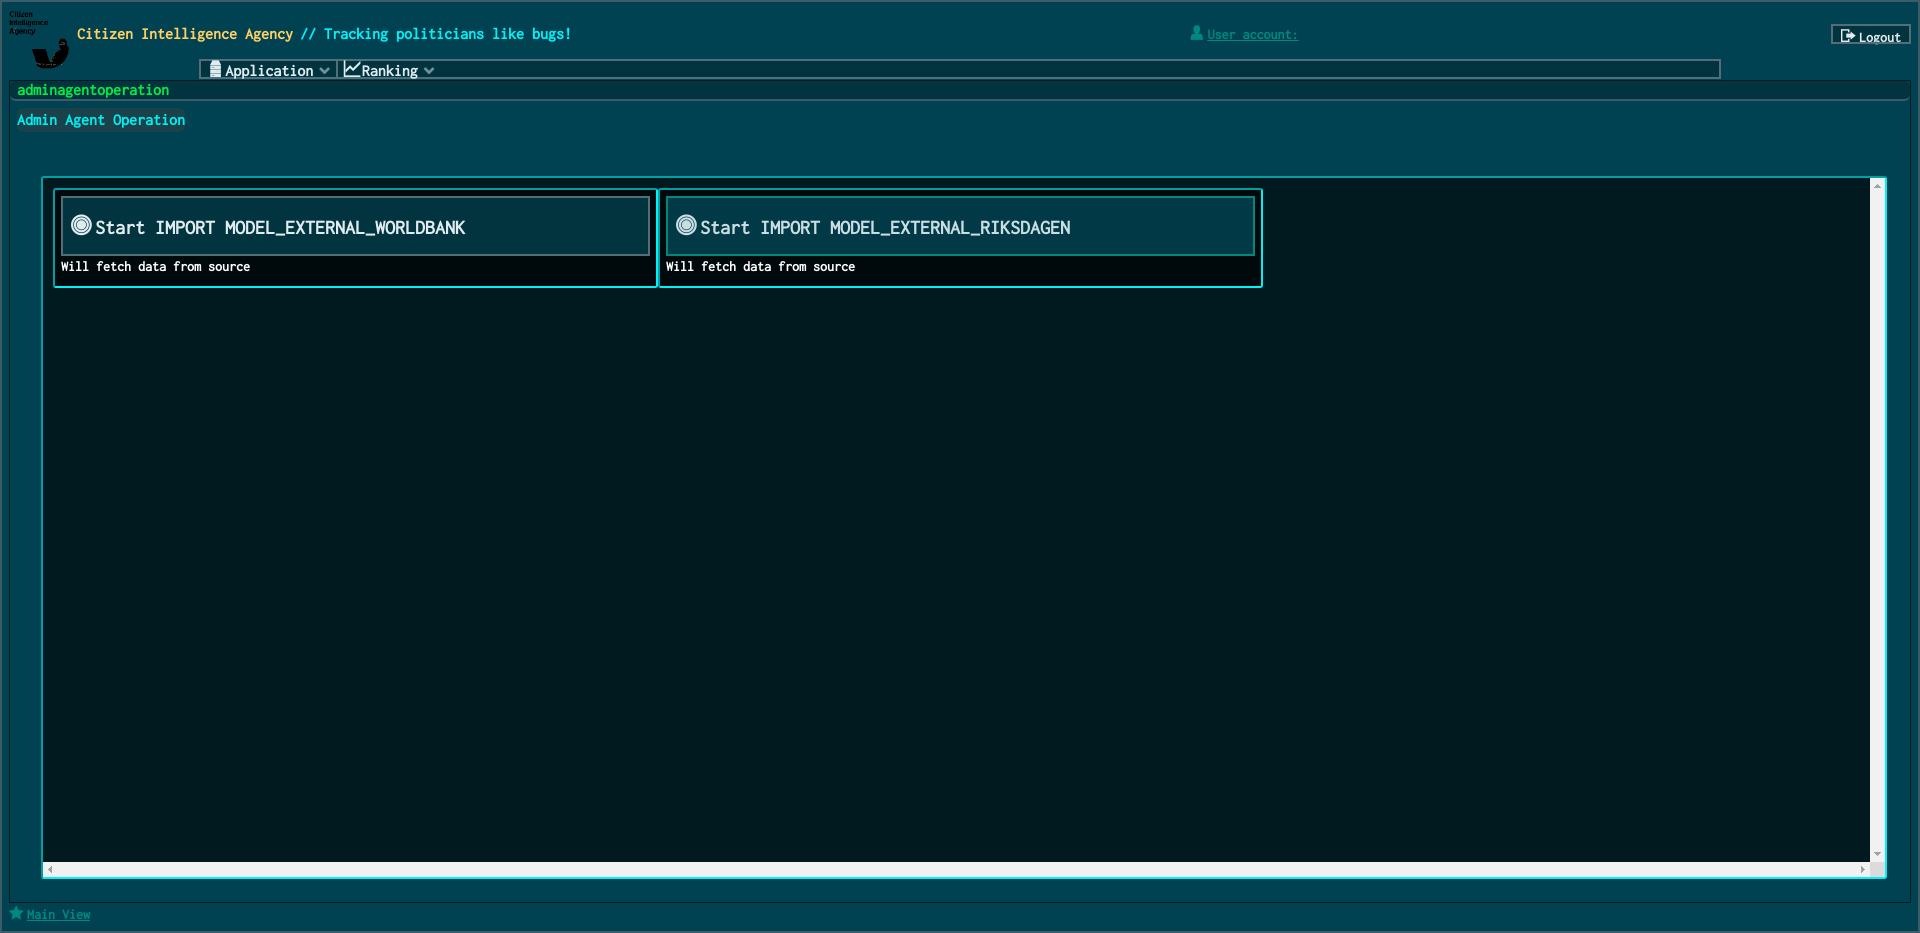 Citizen
Intelligence
Agency
Citizen Intelligence Agency // Tracking politicians like bugs!
User account:
Logout
Application
Ranking
adminagentoperation
Admin Agent Operation
Start IMPORT MODEL_EXTERNAL_WORLDBANK
Will fetch data from source
Start IMPORT MODEL_EXTERNAL_RIKSDAGEN
Will fetch data from source
Main View